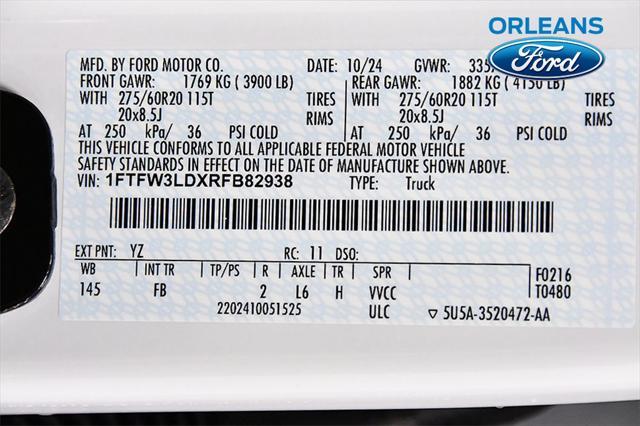 ORLEANS
Ford
MFD. BY FORD MOTOR CO. DATE: 10/24 GVWR:
FRONT GAWR: 1769 KG ( 3900 LB) REAR GAWR: 1882 KG ( 4150 LB)
WITH 275/60R20 115T TIRES WITH 275/60R20 115T TIRES
20x8.5J RIMS 20x8.5J RIMS
AT 250 kPa/ 36 PSI COLD AT 250 kPa/ 36 PSI COLD
THIS VEHICLE CONFORMS TO ALL APPLICABLE FEDERAL MOTOR VEHICLE
SAFETY STANDARDS IN EFFECT ON THE DATE OF MANUFACTURE SHOWN ABOVE.
VIN: 1FTFW3LDXRFB82938 TYPE: Truck
EXT PNT: YZ RC: 11 DSO:
WB INT TR TP/PS R AXLE TR SPR F0216
145 FB 2 L6 H VVCC T0480
2202410051525 ULC ▽ 5U5A-3520472-AA